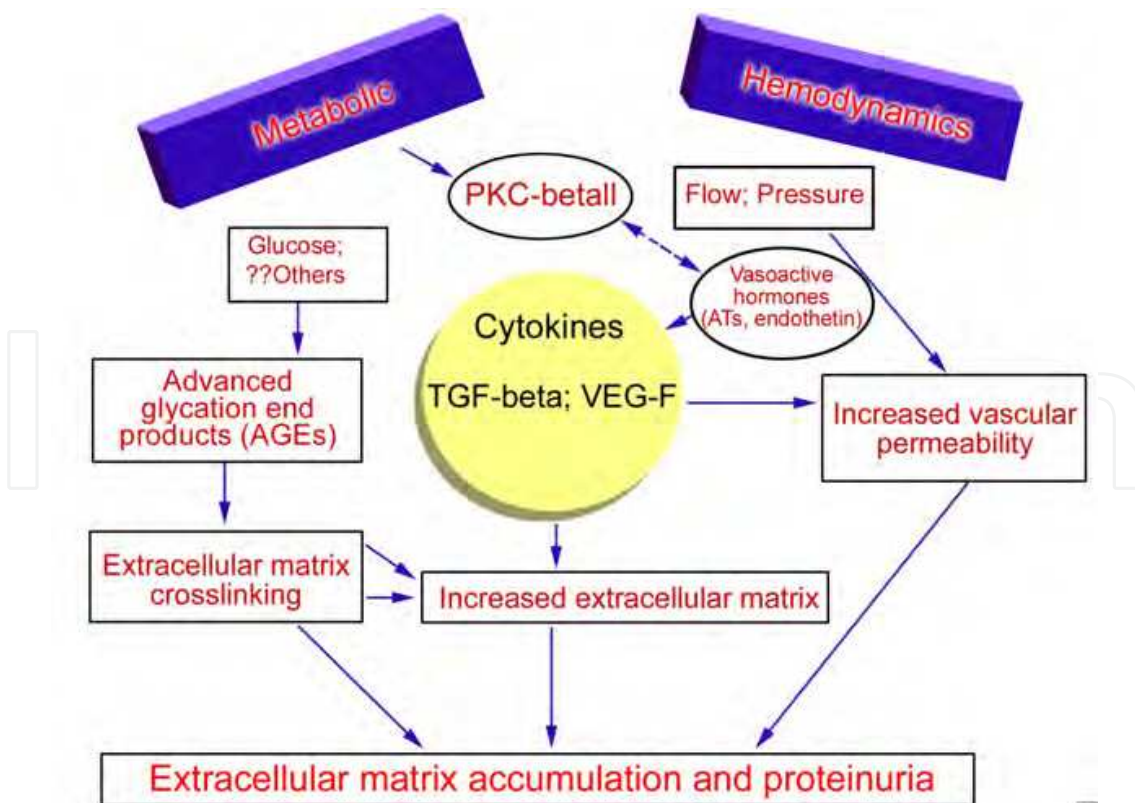 Metabolic
Hemodynamics
PKC-betaII
Flow; Pressure
Glucose;
??Others
Vasoactive
hormones
(ATs, endothetin)
Cytokines
TGF-beta; VEG-F
Advanced
glycation end
products (AGEs)
Increased vascular
permeability
Extracellular matrix
crosslinking
Increased extracellular matrix
Extracellular matrix accumulation and proteinuria